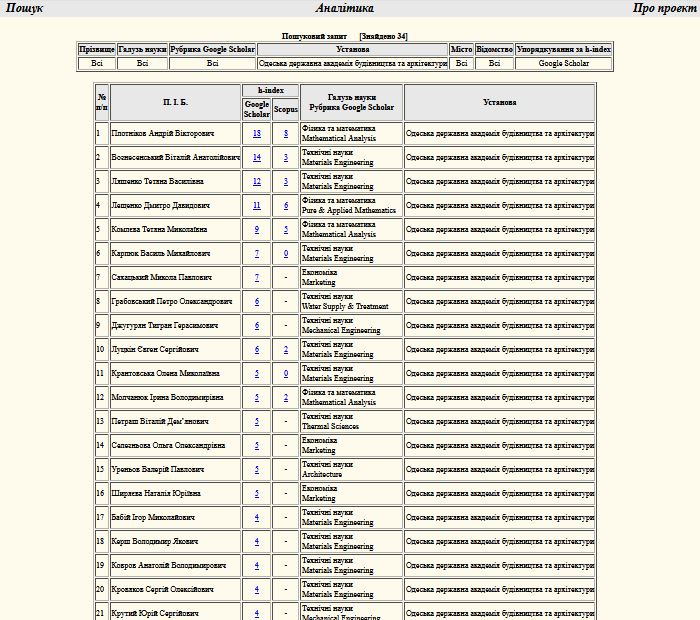 Пошук Аналітика Про проект
Пошуковий запит [Знайдено 34]
Прізвище Галузь науки Рубрика Google Scholar Установа Місто Відомство Упорядкування за h-index
Всі Всі Всі Одеська державна академія будівництва та архітектури Всі Всі Google Scholar
№ п/п П. І. Б. h-index Google Scholar Scopus Галузь науки Рубрика Google Scholar Установа
1 Плотніков Андрій Вікторович 18 8 Фізика та математика Mathematical Analysis Одеська державна академія будівництва та архітектури
2 Вознесенський Віталій Анатолійович 14 3 Технічні науки Materials Engineering Одеська державна академія будівництва та архітектури
3 Ляшенко Тетяна Василівна 12 3 Технічні науки Materials Engineering Одеська державна академія будівництва та архітектури
4 Лещенко Дмитро Давидович 11 6 Фізика та математика Pure & Applied Mathematics Одеська державна академія будівництва та архітектури
5 Комлева Тетяна Миколаївна 9 5 Фізика та математика Mathematical Analysis Одеська державна академія будівництва та архітектури
6 Карпюк Василь Михайлович 7 0 Технічні науки Materials Engineering Одеська державна академія будівництва та архітектури
7 Сахацький Микола Павлович 7 - Економіка Marketing Одеська державна академія будівництва та архітектури
8 Грабовський Петро Олександрович 6 - Технічні науки Water Supply & Treatment Одеська державна академія будівництва та архітектури
9 Джугурян Тигран Герасимович 6 - Технічні науки Mechanical Engineering Одеська державна академія будівництва та архітектури
10 Луцкін Євген Сергійович 6 2 Технічні науки Materials Engineering Одеська державна академія будівництва та архітектури
11 Крантовська Олена Миколаївна 5 0 Технічні науки Materials Engineering Одеська державна академія будівництва та архітектури
12 Молчанюк Ірина Володимирівна 5 2 Фізика та математика Mathematical Analysis Одеська державна академія будівництва та архітектури
13 Петраш Віталій Дем'янович 5 - Технічні науки Thermal Sciences Одеська державна академія будівництва та архітектури
14 Селезньова Ольга Олександрівна 5 - Економіка Marketing Одеська державна академія будівництва та архітектури
15 Уреньов Валерій Павлович 5 - Технічні науки Architecture Одеська державна академія будівництва та архітектури
16 Ширяєва Наталія Юріївна 5 - Економіка Marketing Одеська державна академія будівництва та архітектури
17 Бабій Ігор Миколайович 4 - Технічні науки Materials Engineering Одеська державна академія будівництва та архітектури
18 Керш Володимир Якович 4 - Технічні науки Materials Engineering Одеська державна академія будівництва та архітектури
19 Ковров Анатолій Володимирович 4 - Технічні науки Materials Engineering Одеська державна академія будівництва та архітектури
20 Кровяков Сергій Олексійович 4 - Технічні науки Materials Engineering Одеська державна академія будівництва та архітектури
21 Крутий Юрій Сергійович 4 - Технічні науки Mechanical Engineering Одеська державна академія будівництва та архітектури